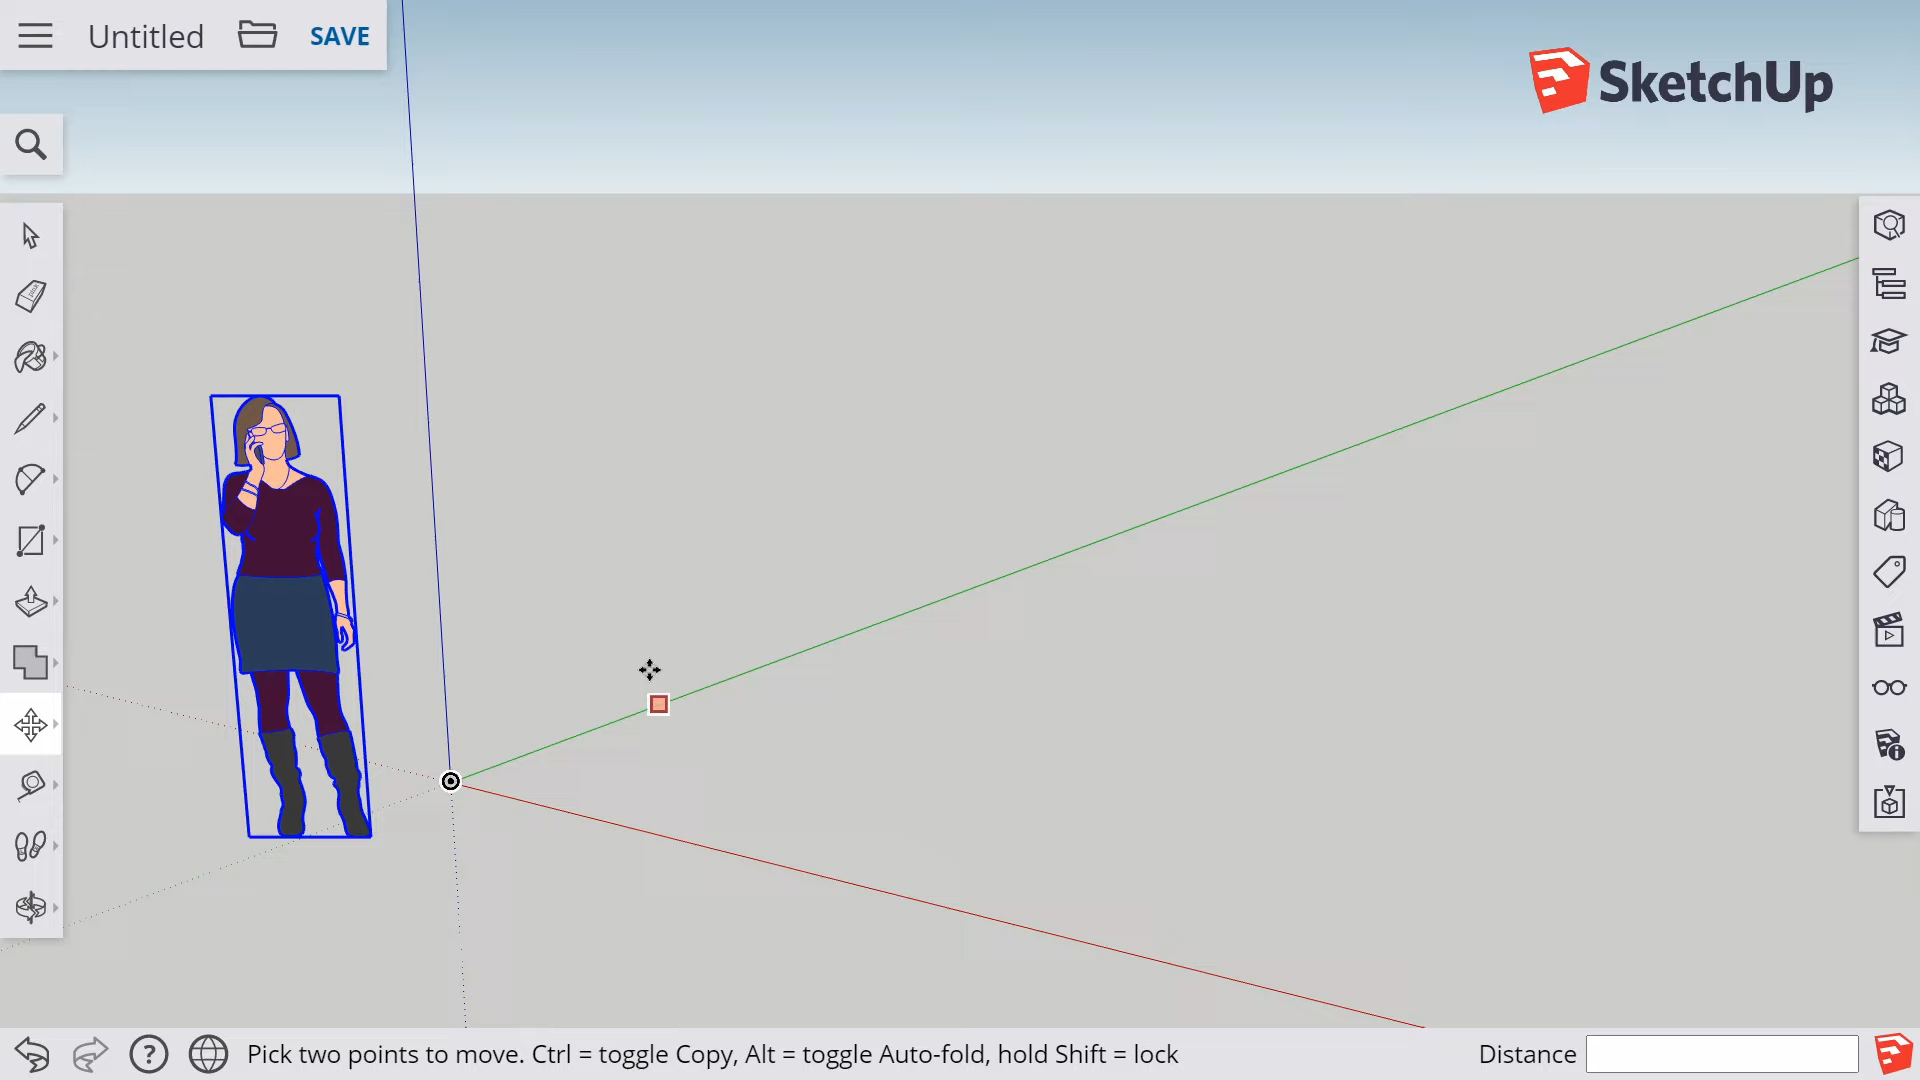 Untitled
SAVE
SketchUp
Pick two points to move. Ctrl = toggle Copy, Alt = toggle Auto-fold, hold Shift = lock
Distance